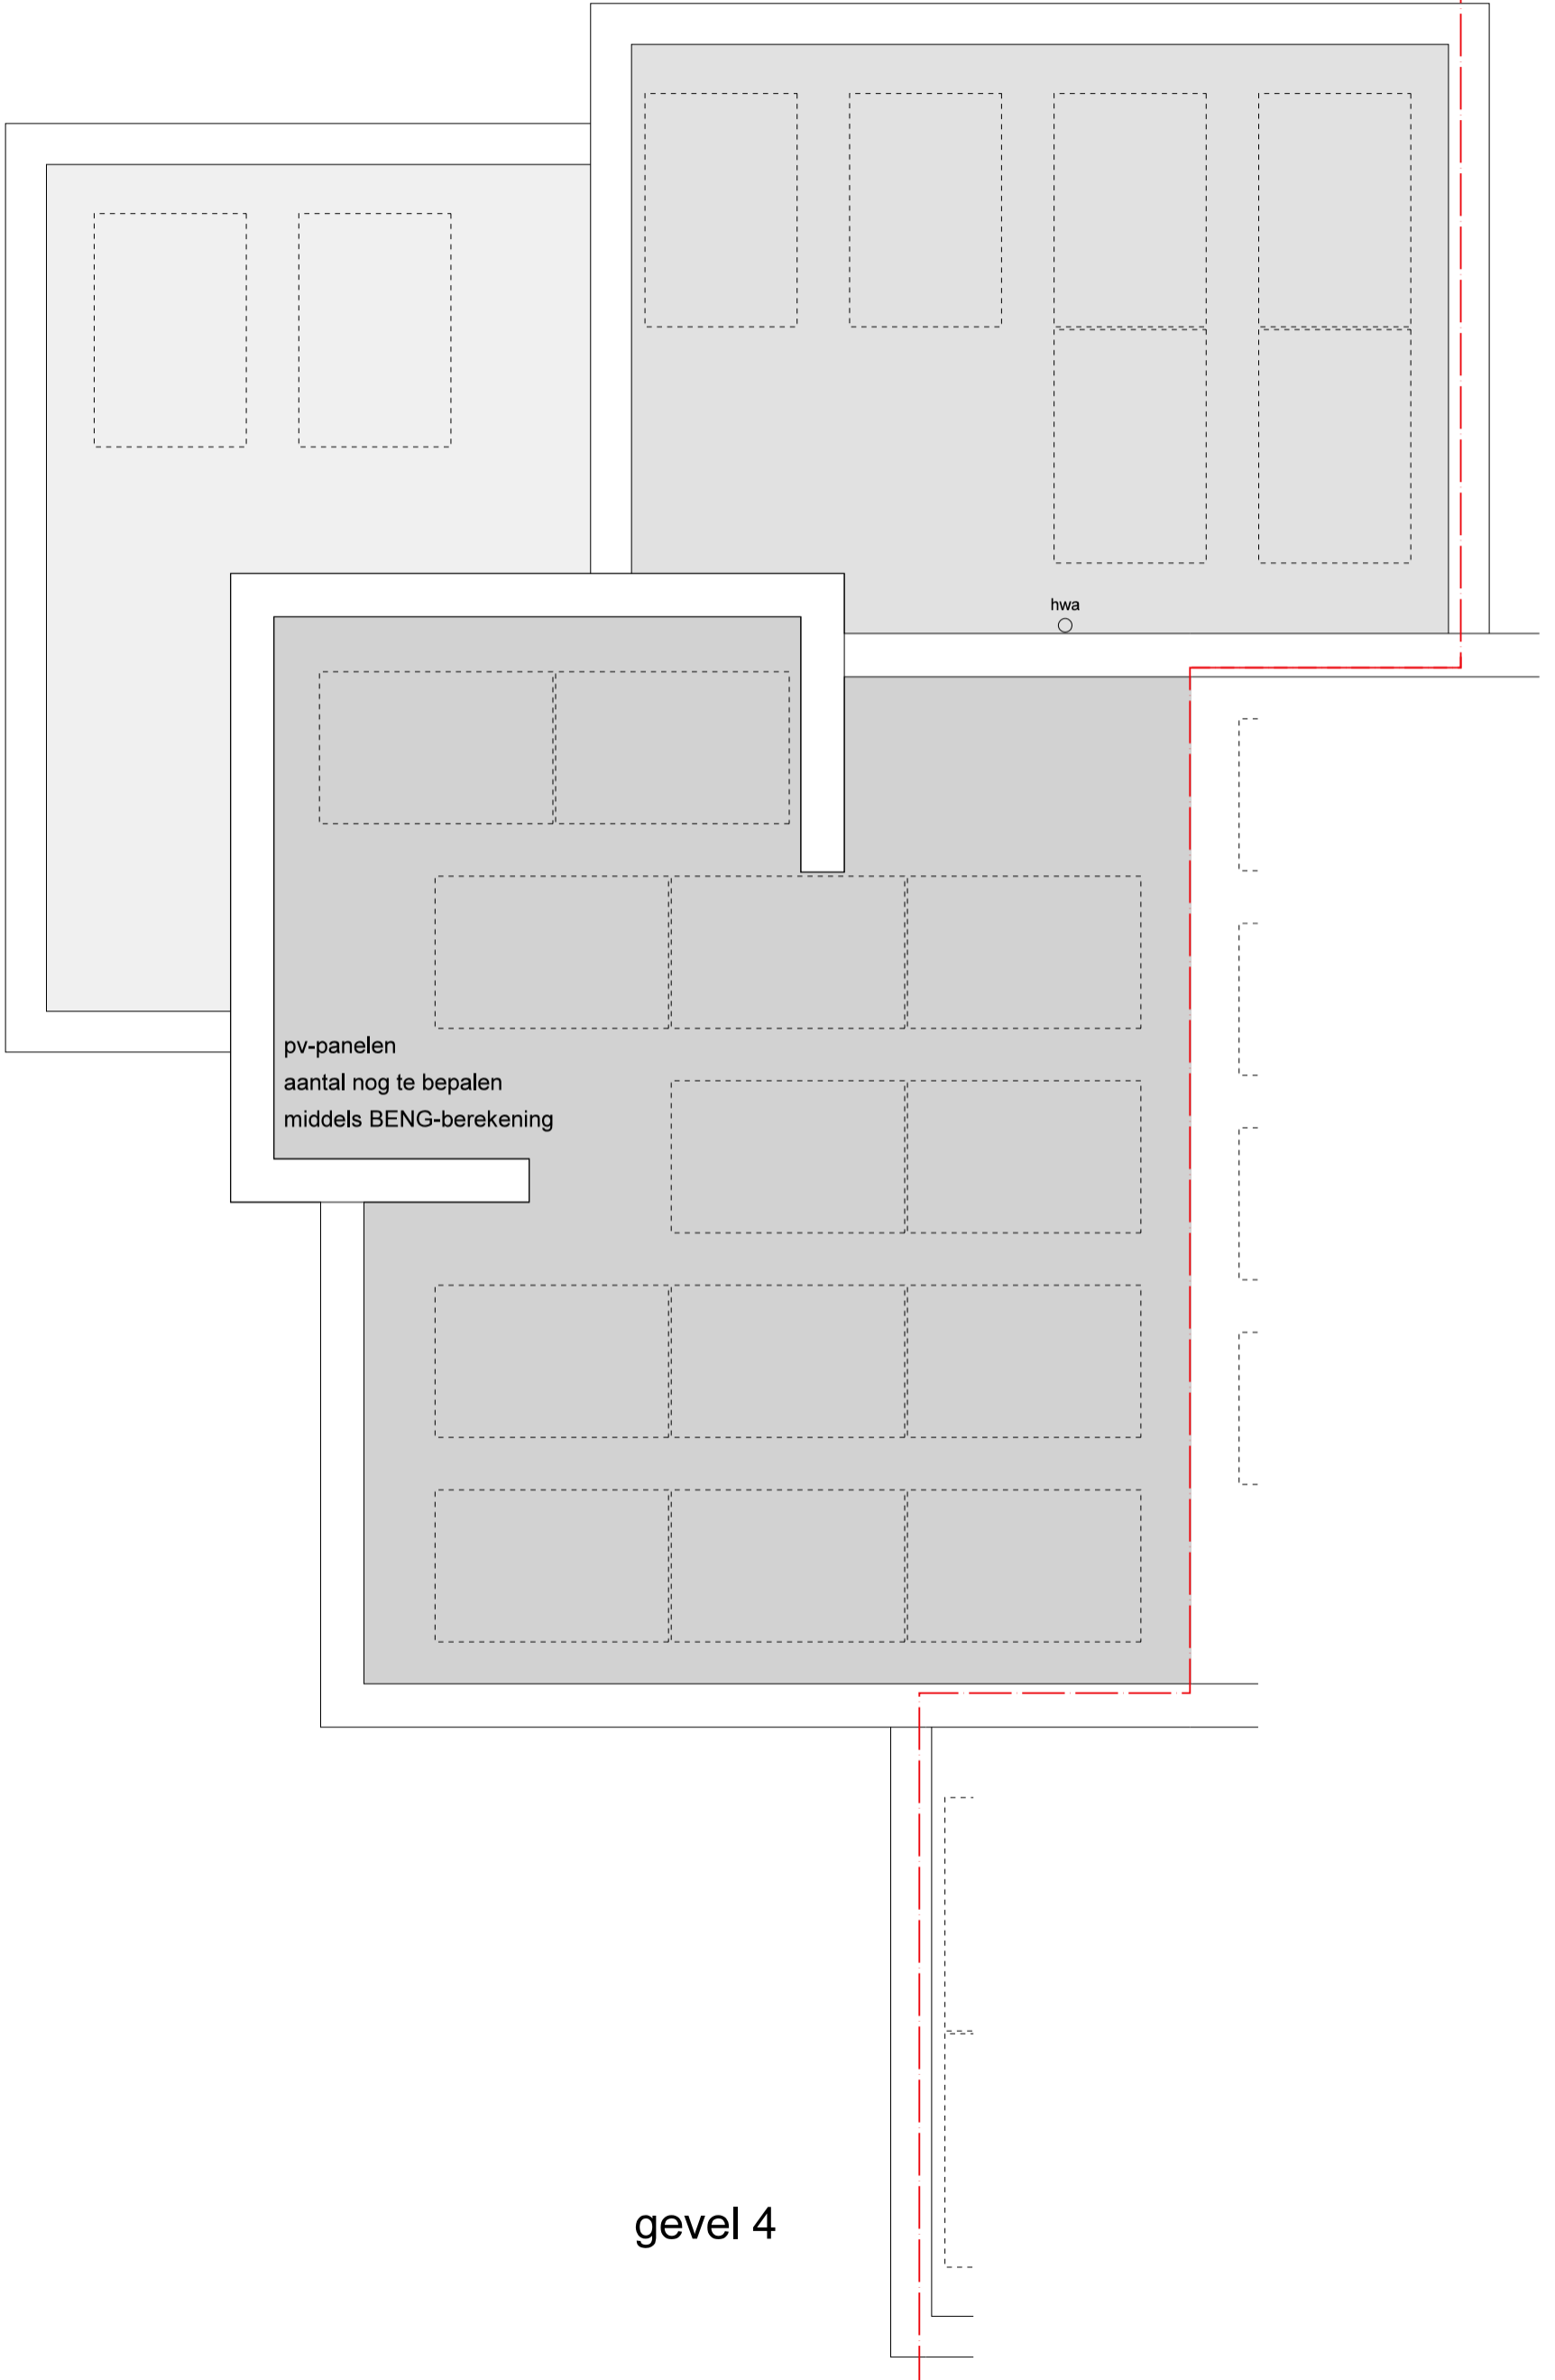 hwa
pv-panelen
aantal nog te bepalen
middels BENG-berekening
gevel 4